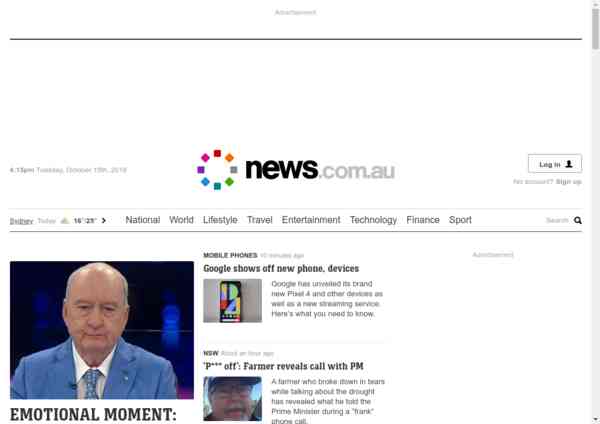 Advertisement
4:15pm Tuesday, October 15th, 2019
news.com.au
Log in
No account? Sign up
Sydney Today 16°/25° National World Lifestyle Travel Entertainment Technology Finance Sport Search
MOBILE PHONES 10 minutes ago
Google shows off new phone, devices
Google has unveiled its brand
new Pixel 4 and other devices as
well as a new streaming service.
Here's what you need to know.
Advertisement
NSW About an hour ago
'P*** off': Farmer reveals call with PM
A farmer who broke down in tears
while talking about the drought
has revealed what he told the
Prime Minister during a "frank"
phone call.
EMOTIONAL MOMENT: